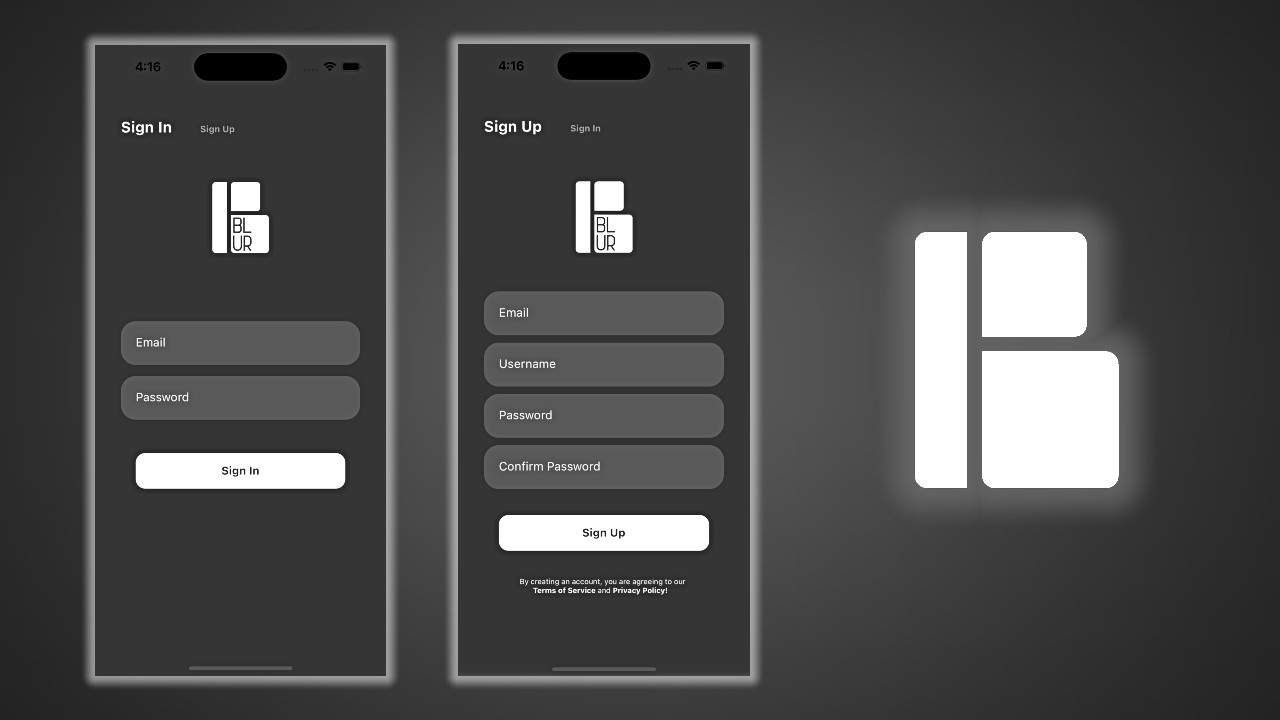 4:16
Sign In Sign Up
BL
UR
Email
Password
Sign In
4:16
Sign Up Sign In
BL
UR
Email
Username
Password
Confirm Password
Sign Up
By creating an account, you are agreeing to our
Terms of Service and Privacy Policy!